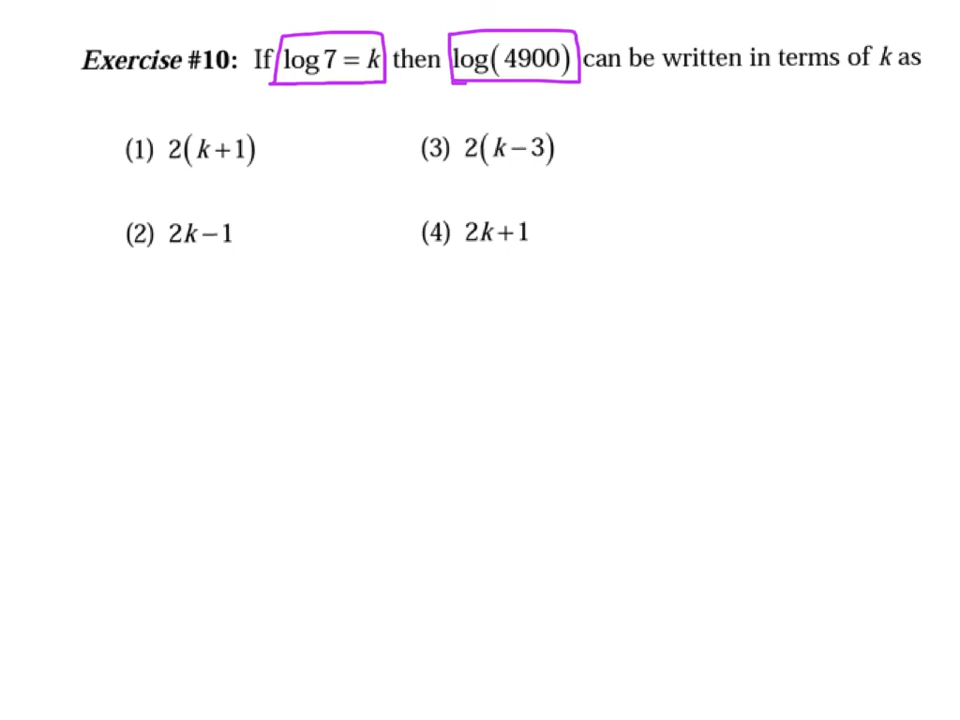 Exercise #10: If log 7 = k then log(4900) can be written in terms of k as
(1) 2(k+1) (3) 2(k−3)
(2) 2k−1 (4) 2k+1